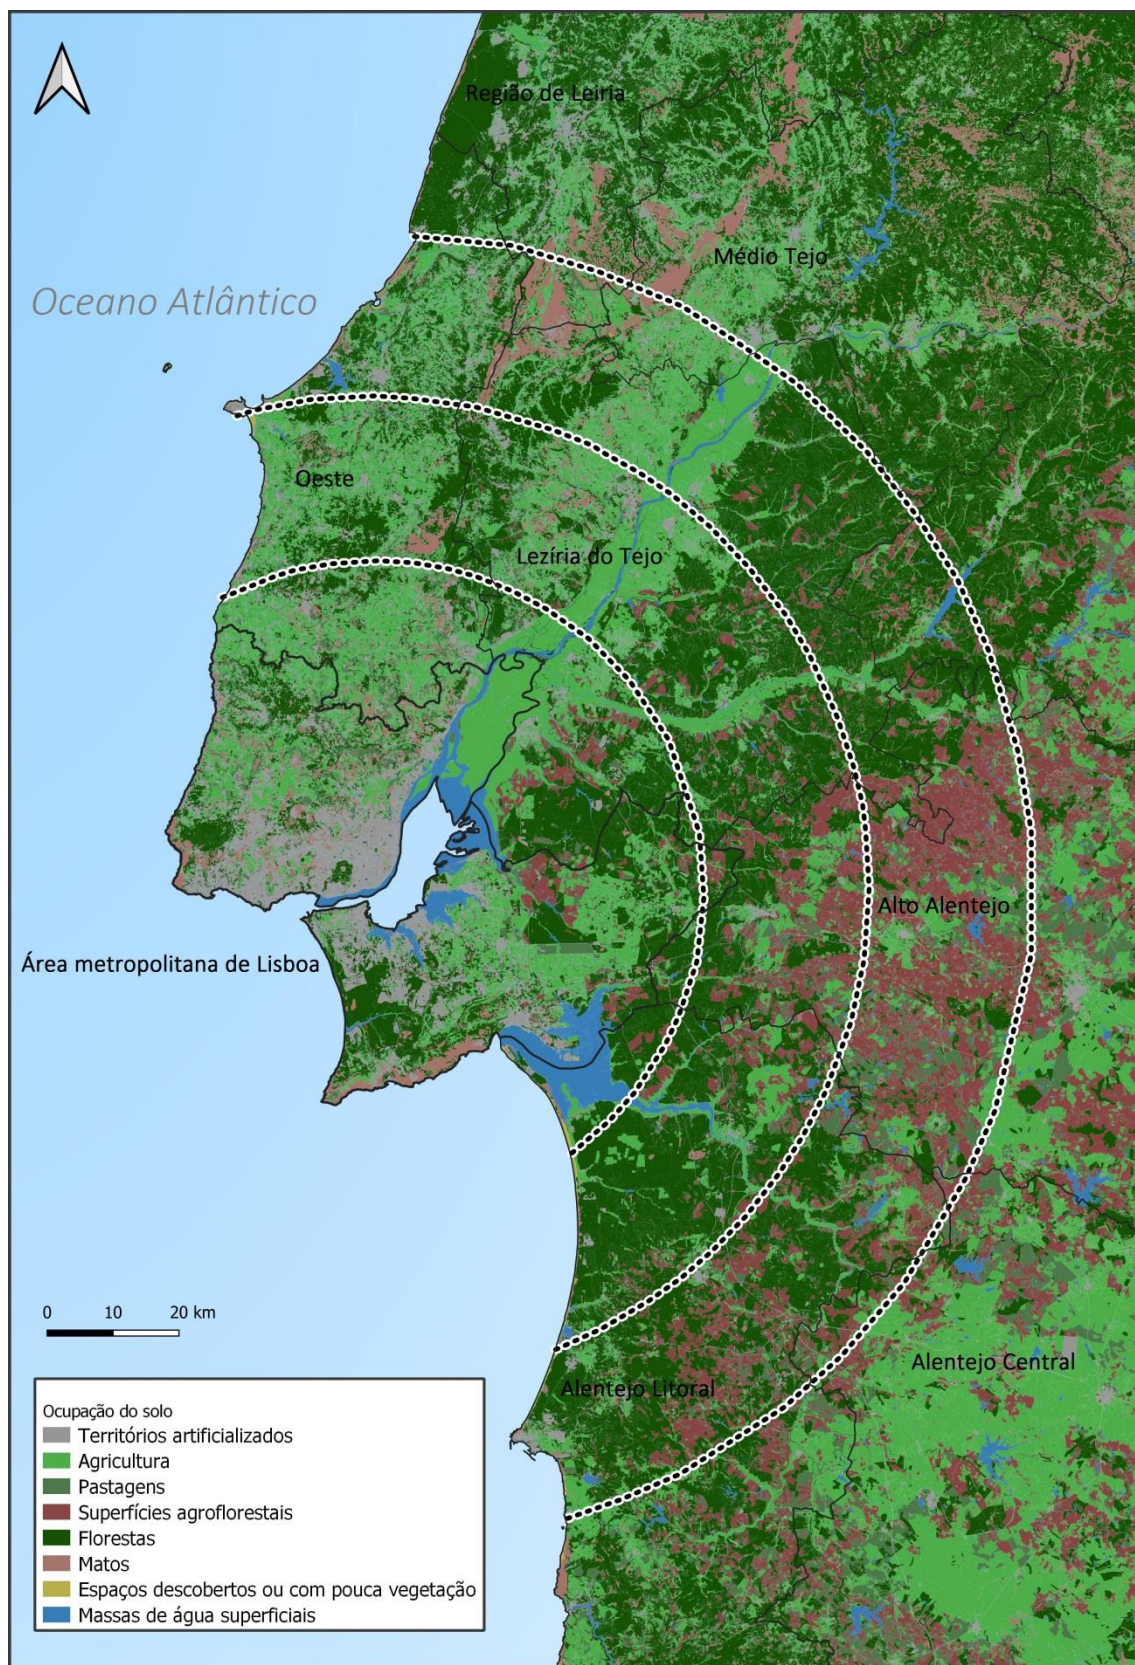 Região de Leiria
Médio Tejo
Oceano Atlântico
Oeste
Lezíria do Tejo
Alto Alentejo
Área metropolitana de Lisboa
0 10 20 km
Alentejo Central
Alentejo Litoral
Ocupação do solo
Territórios artificializados
Agricultura
Pastagens
Superfícies agroflorestais
Florestas
Matos
Espaços descobertos ou com pouca vegetação
Massas de água superficiais